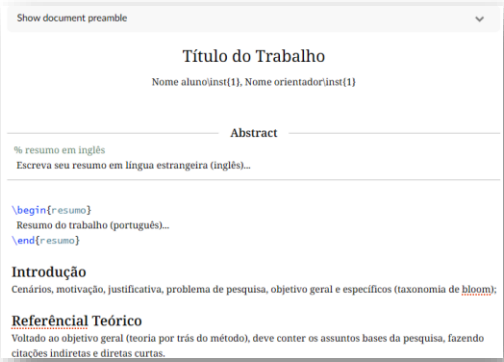 Show document preamble
Título do Trabalho
Nome aluno\inst{1}, Nome orientador\inst{1}
Abstract
% resumo em inglês
Escreva seu resumo em língua estrangeira (inglês)...
\begin{resumo}
Resumo do trabalho (português)...
\end{resumo}
Introdução
Cenários, motivação, justificativa, problema de pesquisa, objetivo geral e específicos (taxonomia de bloom);
Referêncial Teórico
Voltado ao objetivo geral (teoria por trás do método), deve conter os assuntos bases da pesquisa, fazendo
citações indiretas e diretas curtas.